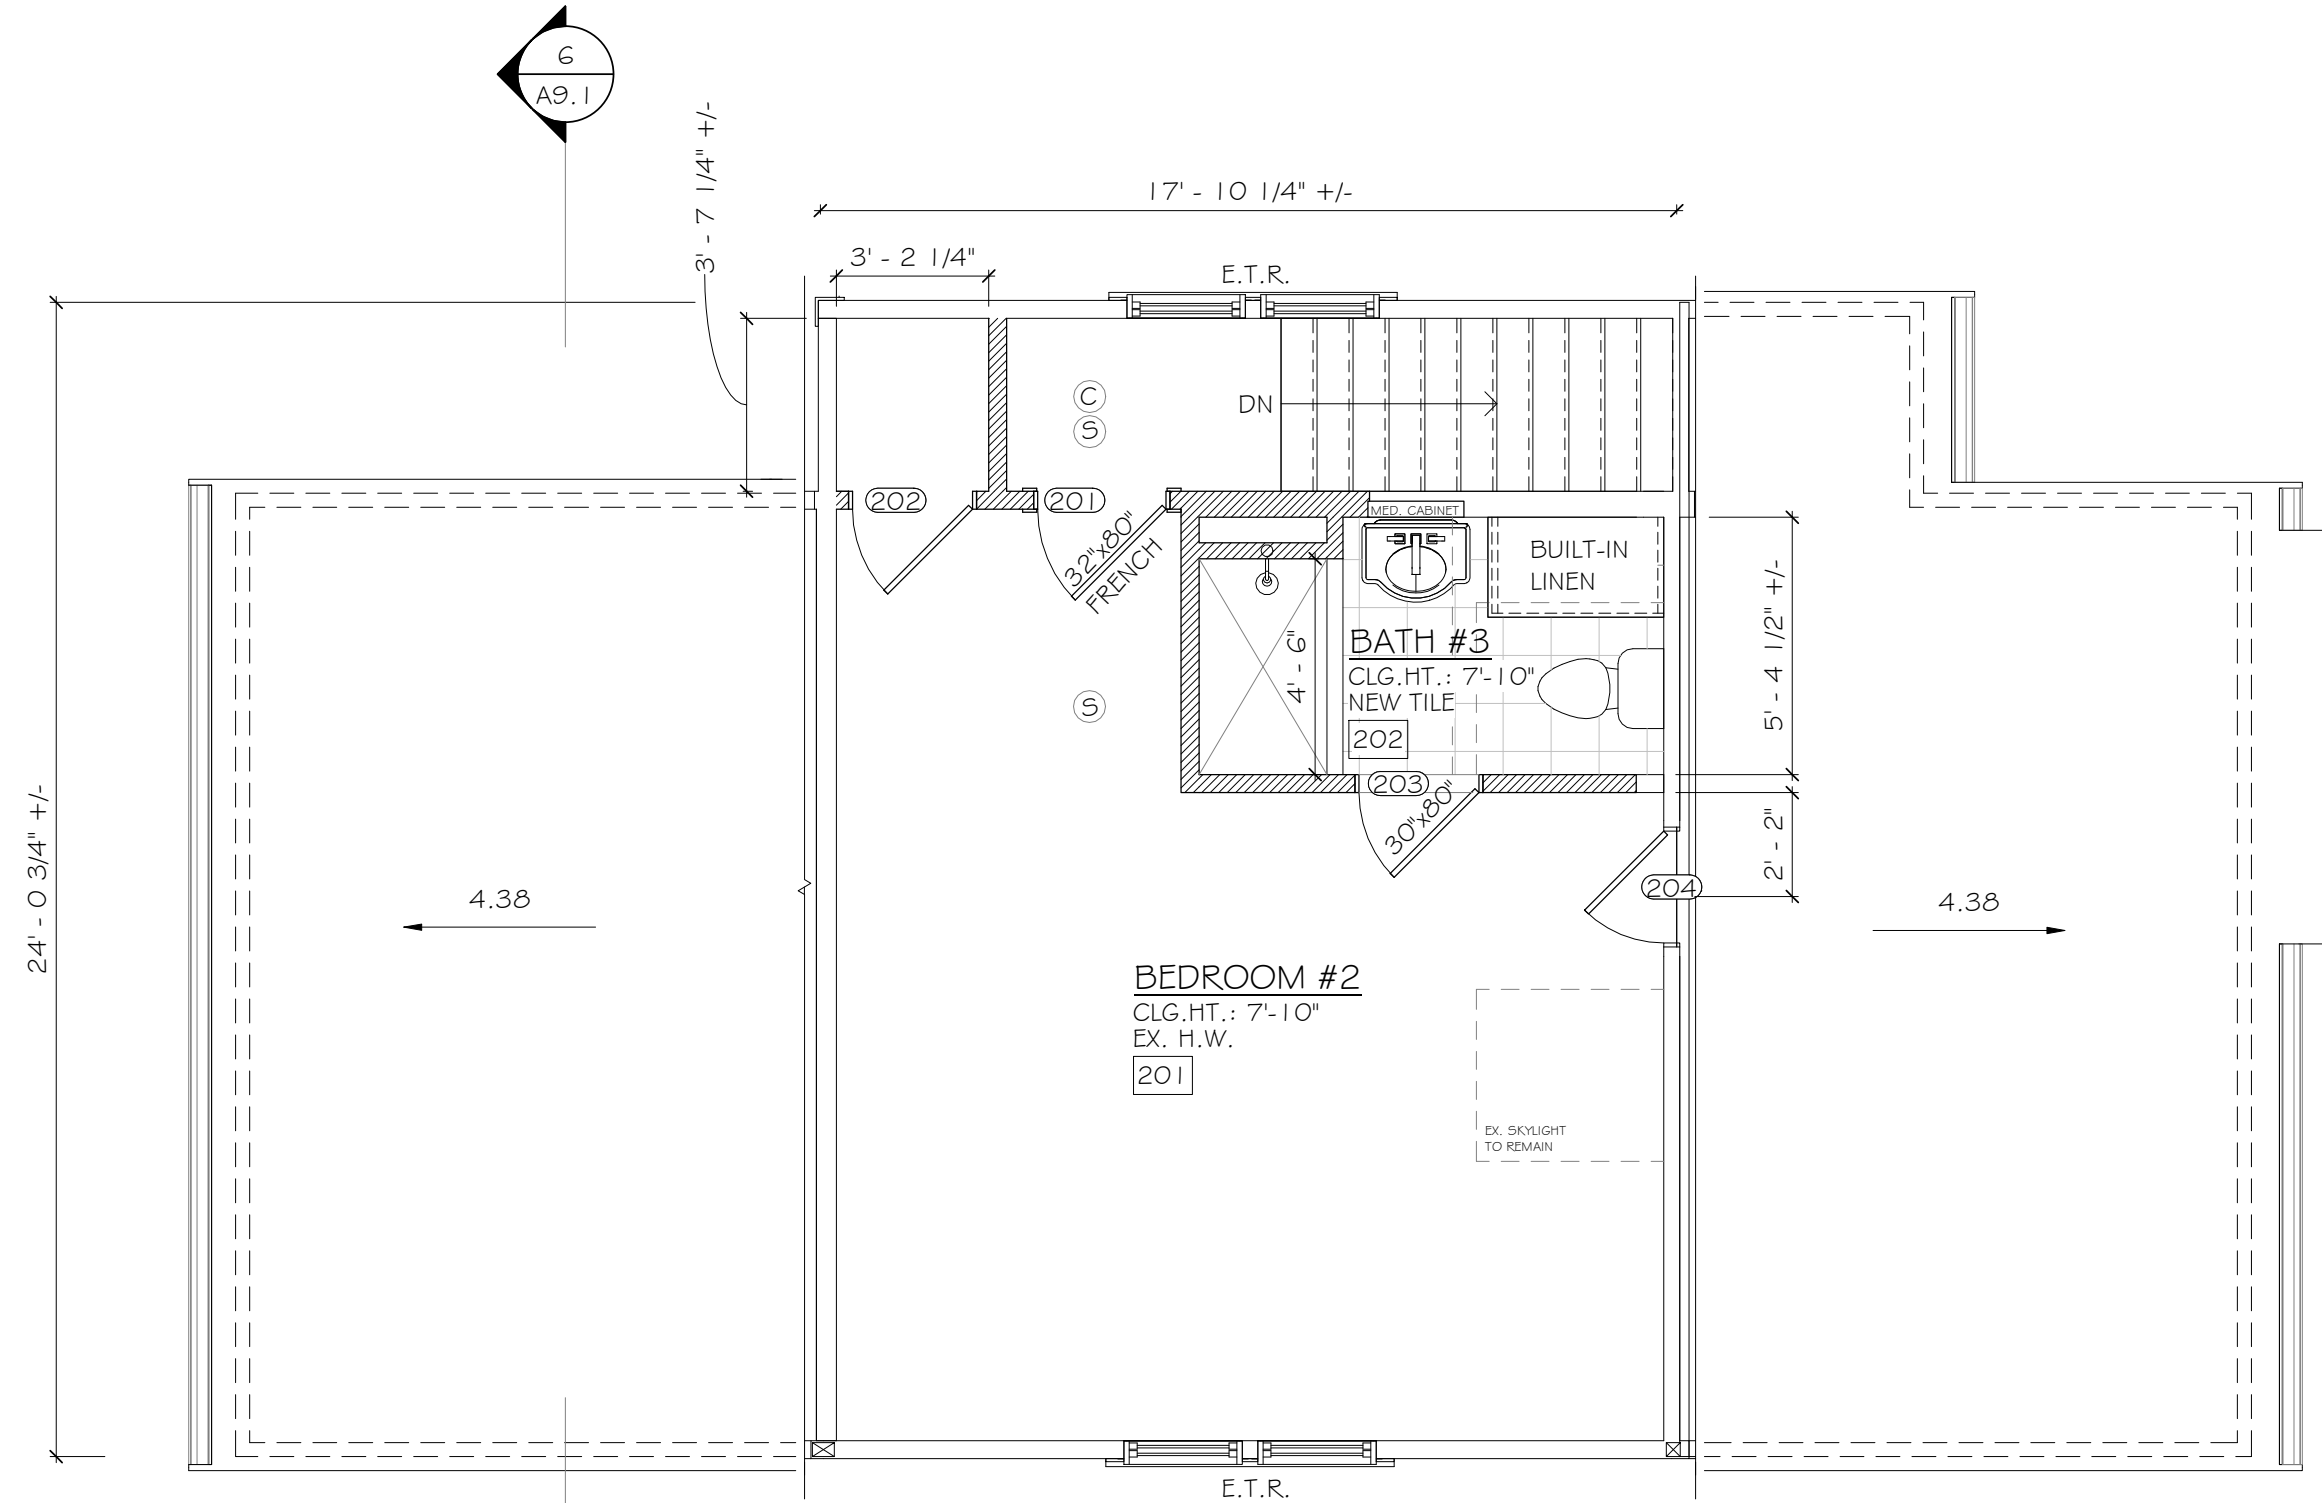 6
A9.1
3' - 7 1/4" +/-
17' - 10 1/4" +/-
3' - 2 1/4"
E.T.R.
C
S
DN
202
201
32"x80"
FRENCH
MED. CABINET
BUILT-IN
LINEN
4' - 6"
BATH #3
CLG.HT.: 7'-10"
NEW TILE
202
S
5' - 4 1/2" +/-
203
30"x80"
2' - 2"
204
24' - 0 3/4" +/-
4.38
4.38
BEDROOM #2
CLG.HT.: 7'-10"
EX. H.W.
201
EX. SKYLIGHT
TO REMAIN
E.T.R.